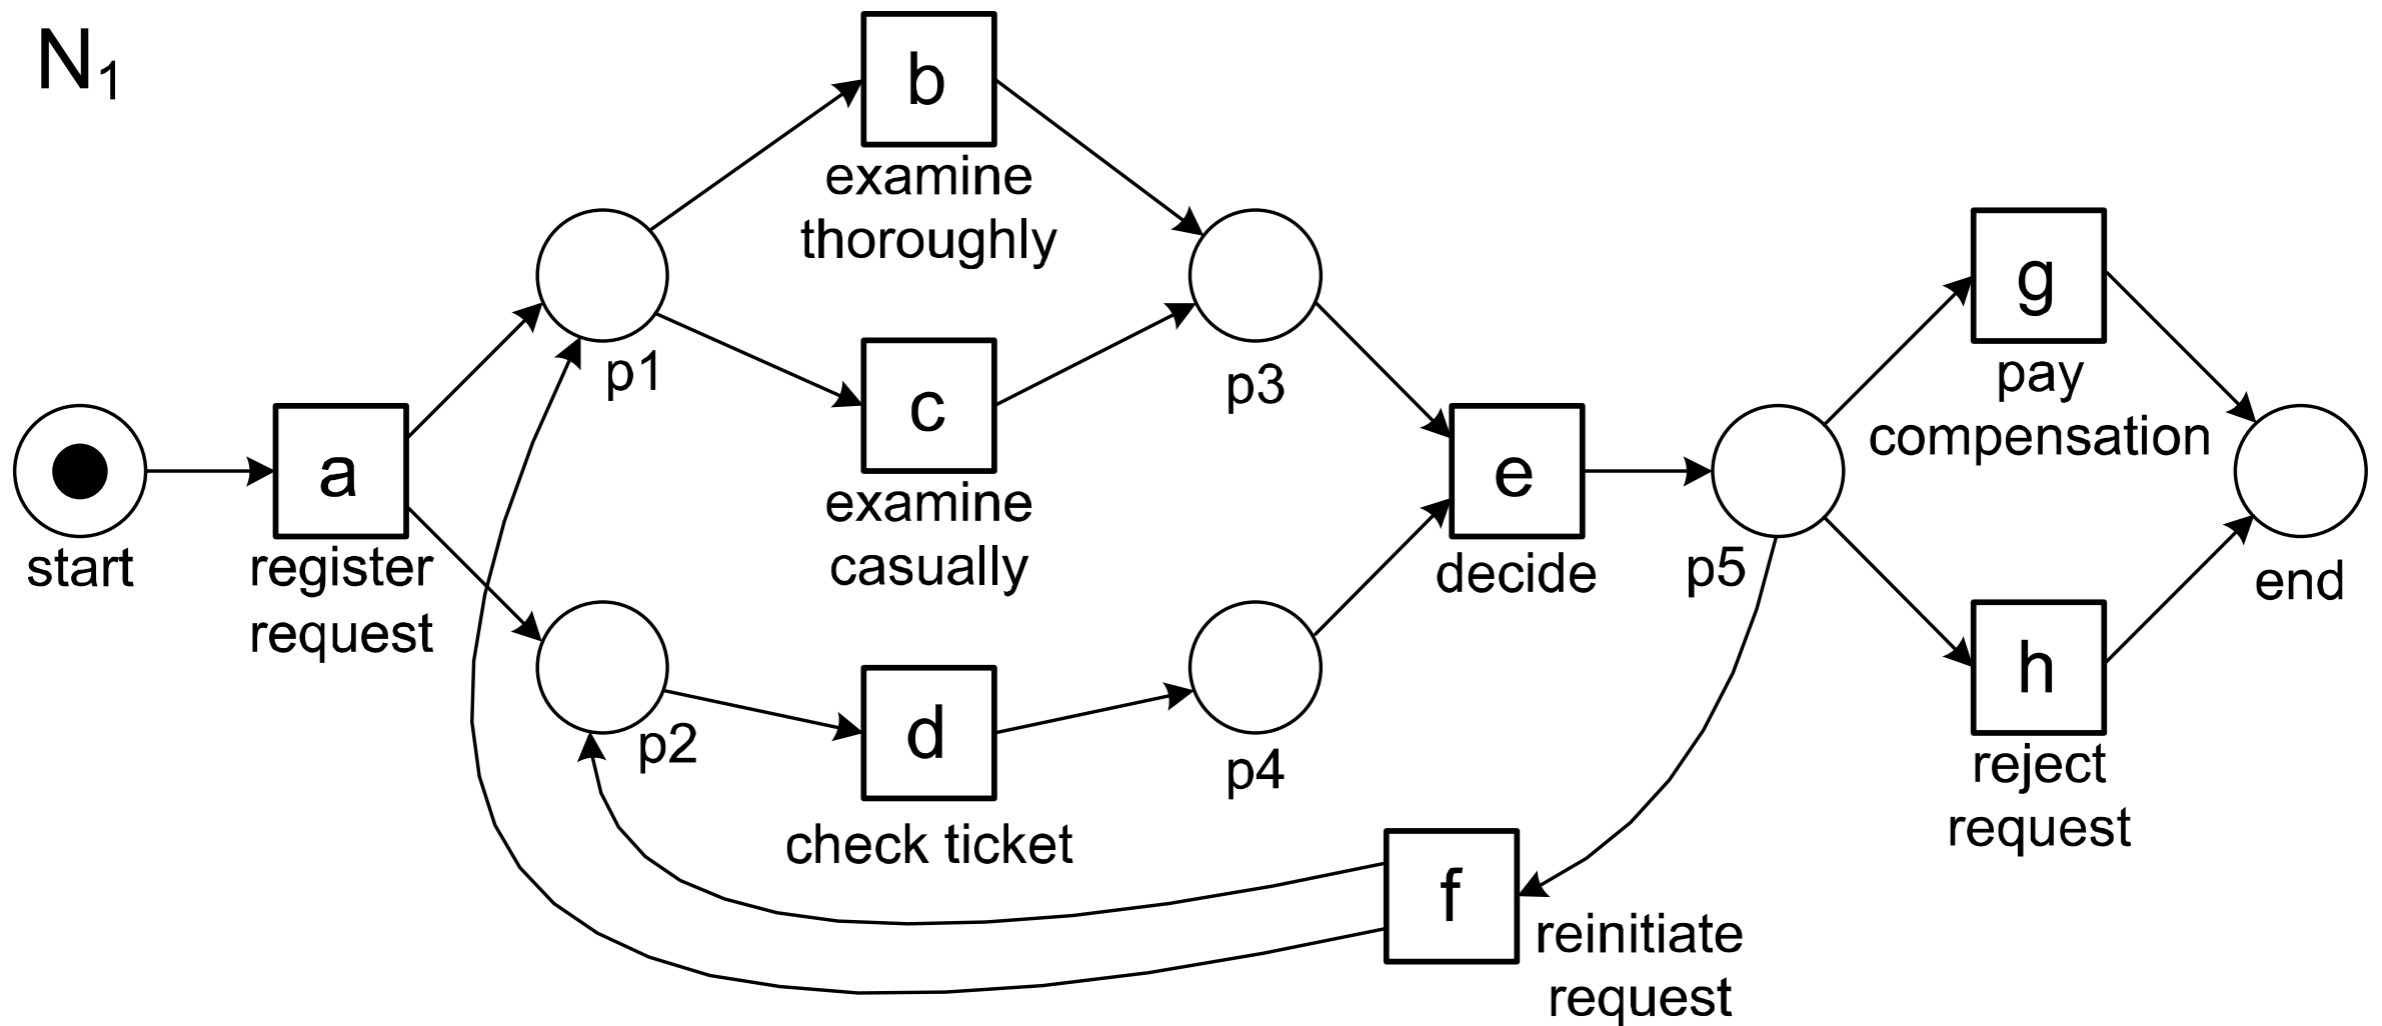 N1
b
examine
thoroughly
p1
c
examine
casually
p3
g
pay
compensation
start
a
register
request
e
decide
p5
end
p2
d
check ticket
p4
h
reject
request
f
reinitiate
request